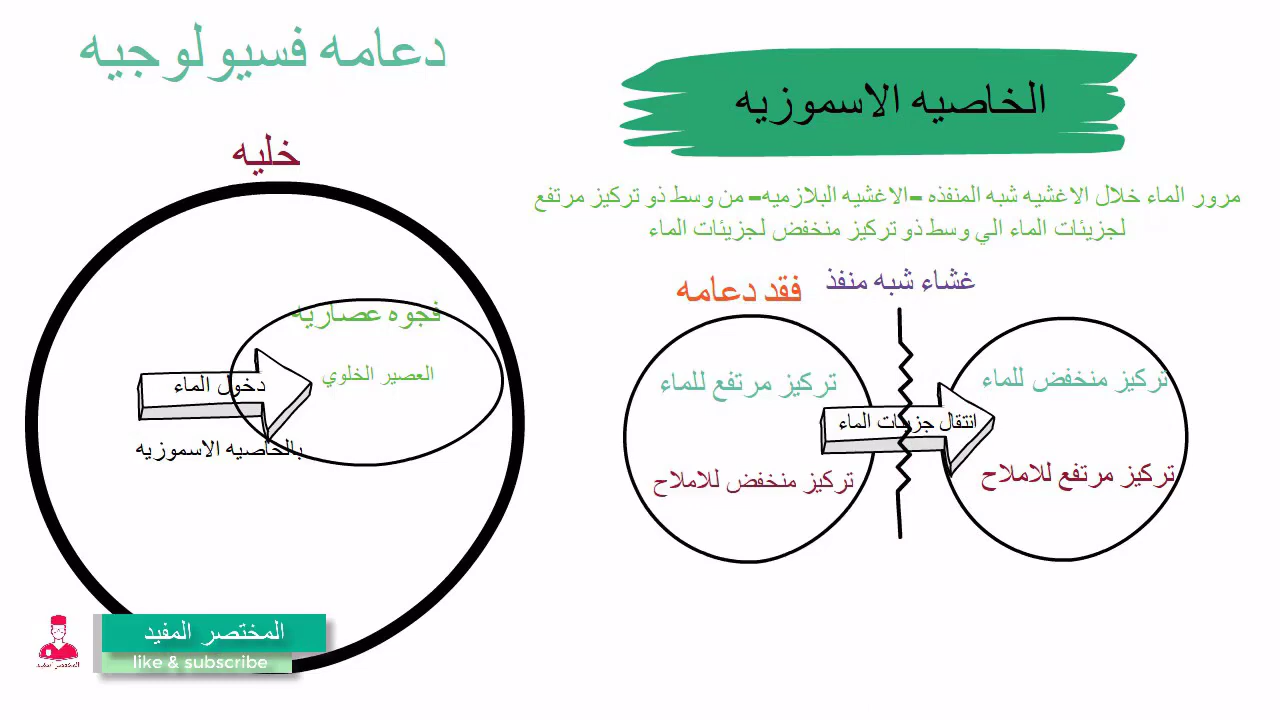 دعامه فسيولوجيه
الخاصيه الاسموزيه
مرور الماء خلال الاغشيه شبه المنفذه -الاغشيه البلازميه- من وسط ذو تركيز مرتفع
لجزيئات الماء الي وسط ذو تركيز منخفض لجزيئات الماء
غشاء شبه منفذ
فقد دعامه
تركيز منخفض للماء
تركيز مرتفع للماء
انتقال جزيئات الماء
تركيز مرتفع للاملاح
تركيز منخفض للاملاح
خليه
فجوه عصاريه
العصير الخلوي
دخول الماء
بالخاصيه الاسموزيه
المختصر المفيد
like & subscribe
المختصر المفيد